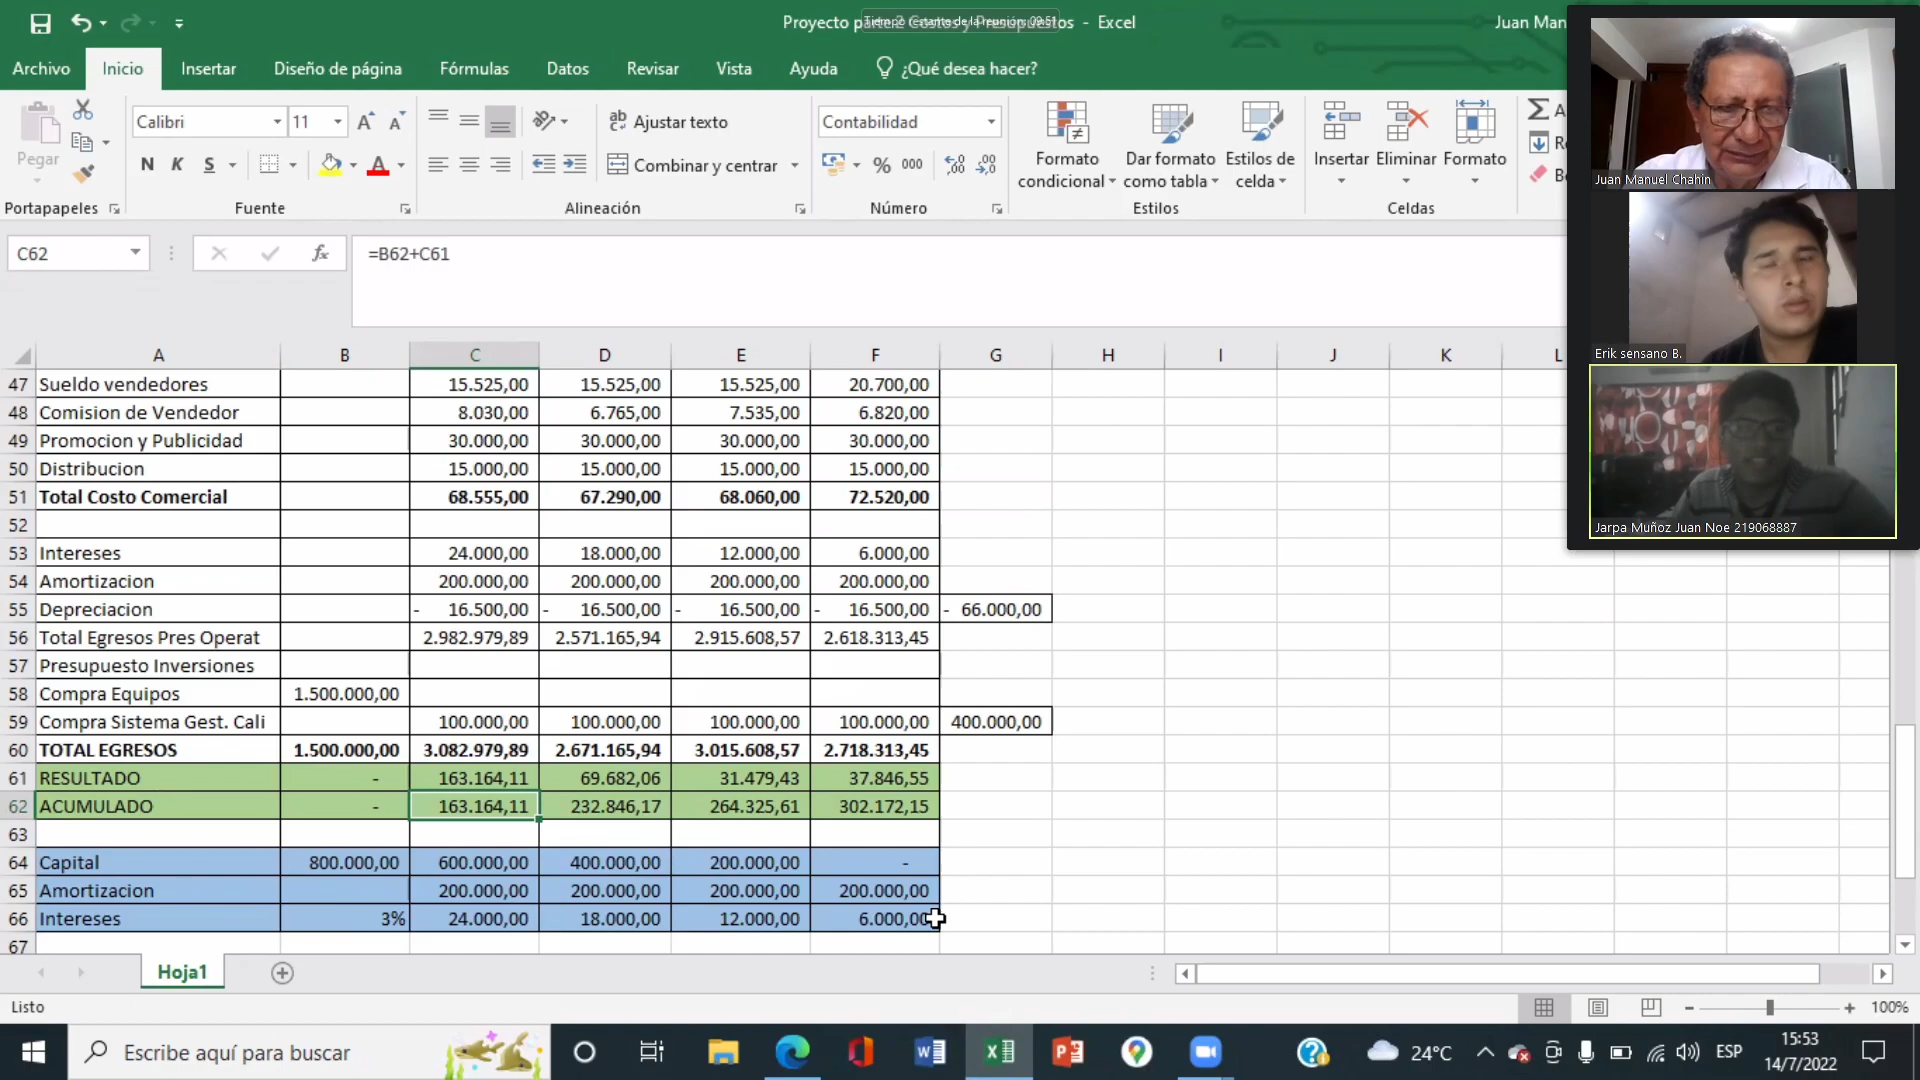 Proyecto parte2 Costos y Presupuestos - Excel
Tiempo restante de la reunión: 09:51
Juan Man
Archivo Inicio Insertar Diseño de página Fórmulas Datos Revisar Vista Ayuda ¿Qué desea hacer?
Pegar
Calibri 11
N K S
Ajustar texto
Combinar y centrar
Contabilidad
% 000
Formato condicional
Dar formato como tabla
Estilos de celda
Insertar Eliminar Formato
Portapapeles Fuente Alineación Número Estilos Celdas
C62 fx =B62+C61
A B C D E F G H I J K L
47 Sueldo vendedores 15.525,00 15.525,00 15.525,00 20.700,00
48 Comision de Vendedor 8.030,00 6.765,00 7.535,00 6.820,00
49 Promocion y Publicidad 30.000,00 30.000,00 30.000,00 30.000,00
50 Distribucion 15.000,00 15.000,00 15.000,00 15.000,00
51 Total Costo Comercial 68.555,00 67.290,00 68.060,00 72.520,00
52
53 Intereses 24.000,00 18.000,00 12.000,00 6.000,00
54 Amortizacion 200.000,00 200.000,00 200.000,00 200.000,00
55 Depreciacion - 16.500,00 - 16.500,00 - 16.500,00 - 16.500,00 - 66.000,00
56 Total Egresos Pres Operat 2.982.979,89 2.571.165,94 2.915.608,57 2.618.313,45
57 Presupuesto Inversiones
58 Compra Equipos 1.500.000,00
59 Compra Sistema Gest. Cali 100.000,00 100.000,00 100.000,00 100.000,00 400.000,00
60 TOTAL EGRESOS 1.500.000,00 3.082.979,89 2.671.165,94 3.015.608,57 2.718.313,45
61 RESULTADO - 163.164,11 69.682,06 31.479,43 37.846,55
62 ACUMULADO - 163.164,11 232.846,17 264.325,61 302.172,15
63
64 Capital 800.000,00 600.000,00 400.000,00 200.000,00 -
65 Amortizacion 200.000,00 200.000,00 200.000,00 200.000,00
66 Intereses 3% 24.000,00 18.000,00 12.000,00 6.000,00
67
Juan Manuel Chahin
Erik sensano B.
Jarpa Muñoz Juan Noe 219068887
Hoja1
Listo
100%
Escribe aquí para buscar
24°C
ESP
15:53
14/7/2022